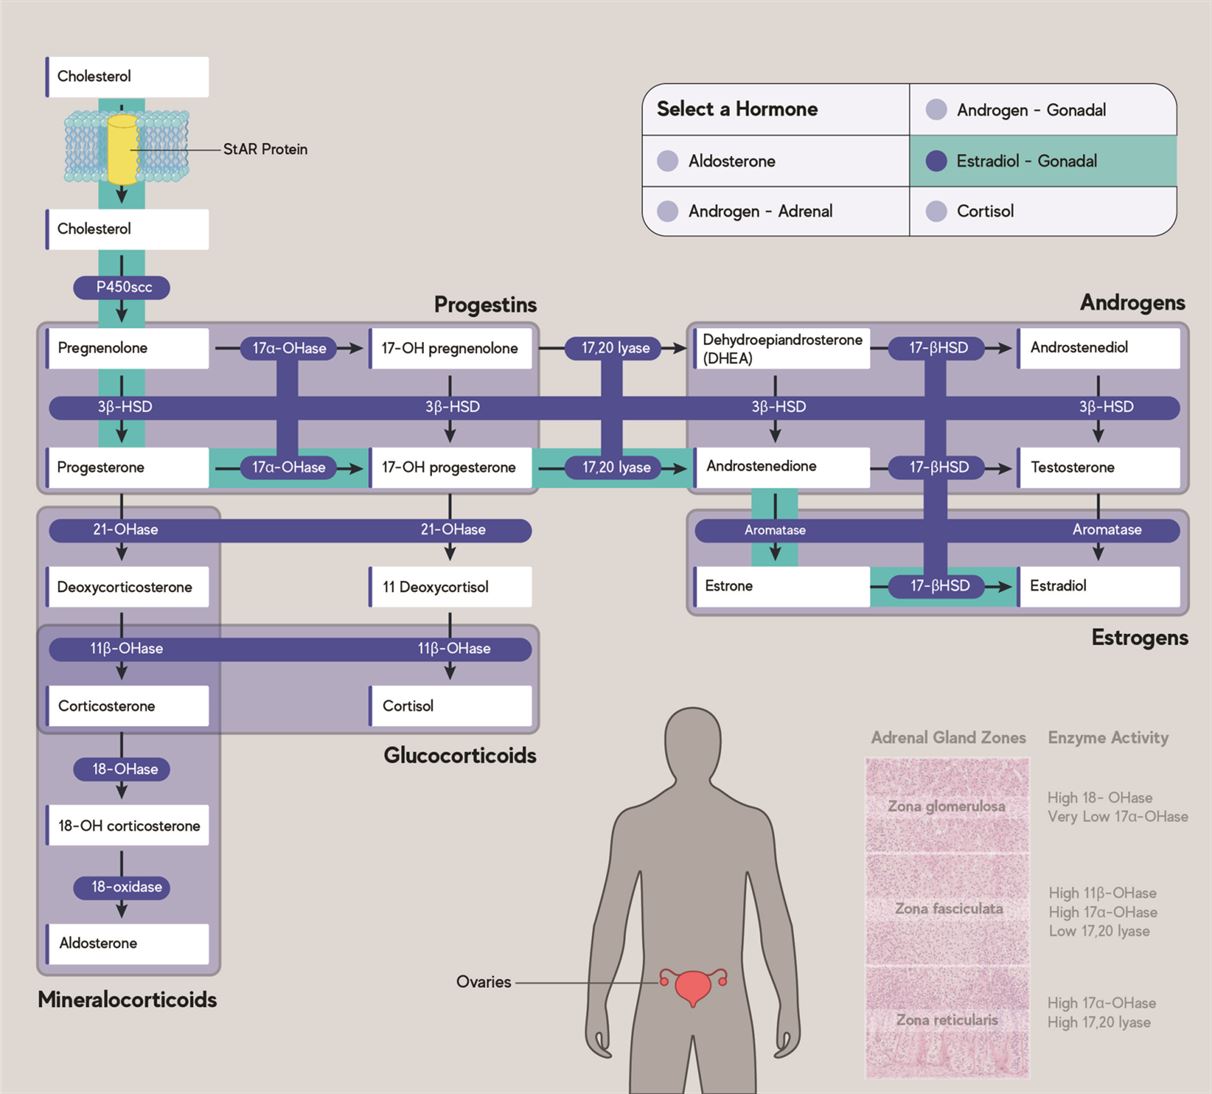 Cholesterol
StAR Protein
Cholesterol
P450scc
Select a Hormone
Androgen - Gonadal
Aldosterone
Estradiol - Gonadal
Androgen - Adrenal
Cortisol
Progestins
Androgens
Pregnenolone
17α-OHase
17-OH pregnenolone
17,20 lyase
Dehydroepiandrosterone
(DHEA)
17-βHSD
Androstenediol
3β-HSD
3β-HSD
3β-HSD
3β-HSD
Progesterone
17α-OHase
17-OH progesterone
17,20 lyase
Androstenedione
17-βHSD
Testosterone
21-OHase
21-OHase
Aromatase
Aromatase
Deoxycorticosterone
11 Deoxycortisol
Estrone
17-βHSD
Estradiol
Estrogens
11β-OHase
11β-OHase
Corticosterone
Cortisol
Glucocorticoids
18-OHase
18-OH corticosterone
18-oxidase
Aldosterone
Mineralocorticoids
Ovaries
Adrenal Gland Zones
Enzyme Activity
Zona glomerulosa
High 18- OHase
Very Low 17α-OHase
Zona fasciculata
High 11β-OHase
High 17α-OHase
Low 17,20 lyase
Zona reticularis
High 17α-OHase
High 17,20 lyase